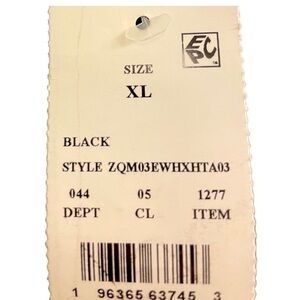 EPC
SIZE
XL
BLACK
STYLE ZQM03EWHXHTA03
044 05 1277
DEPT CL ITEM
1 96365 63745 3